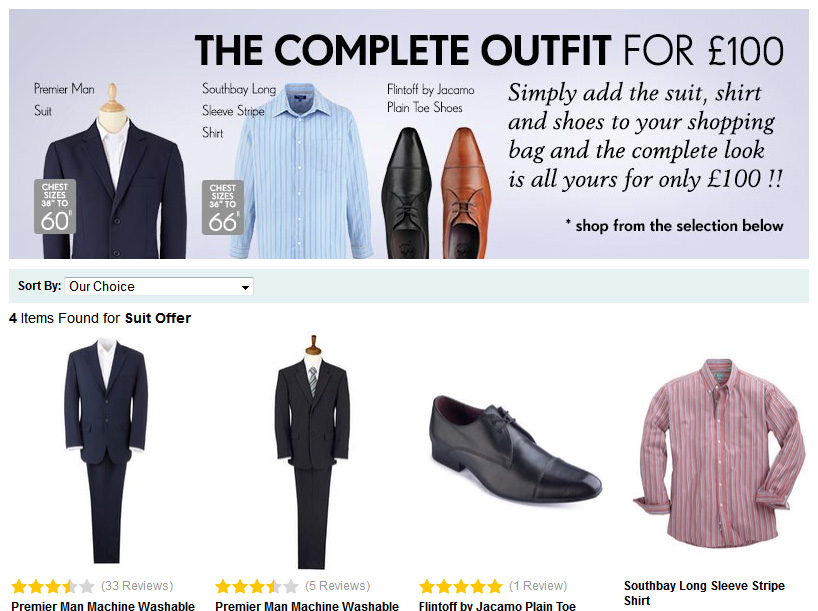 THE COMPLETE OUTFIT FOR £100
Premier Man
Suit
CHEST
SIZES
38" TO
60"
Southbay Long
Sleeve Stripe
Shirt
CHEST
SIZES
36" TO
66"
Flintoff by Jacamo
Plain Toe Shoes
Simply add the suit, shirt
and shoes to your shopping
bag and the complete look
is all yours for only £100 !!
* shop from the selection below
Sort By: Our Choice
4 Items Found for Suit Offer
(33 Reviews)
Premier Man Machine Washable
(5 Reviews)
Premier Man Machine Washable
(1 Review)
Flintoff by Jacamo Plain Toe
Southbay Long Sleeve Stripe
Shirt